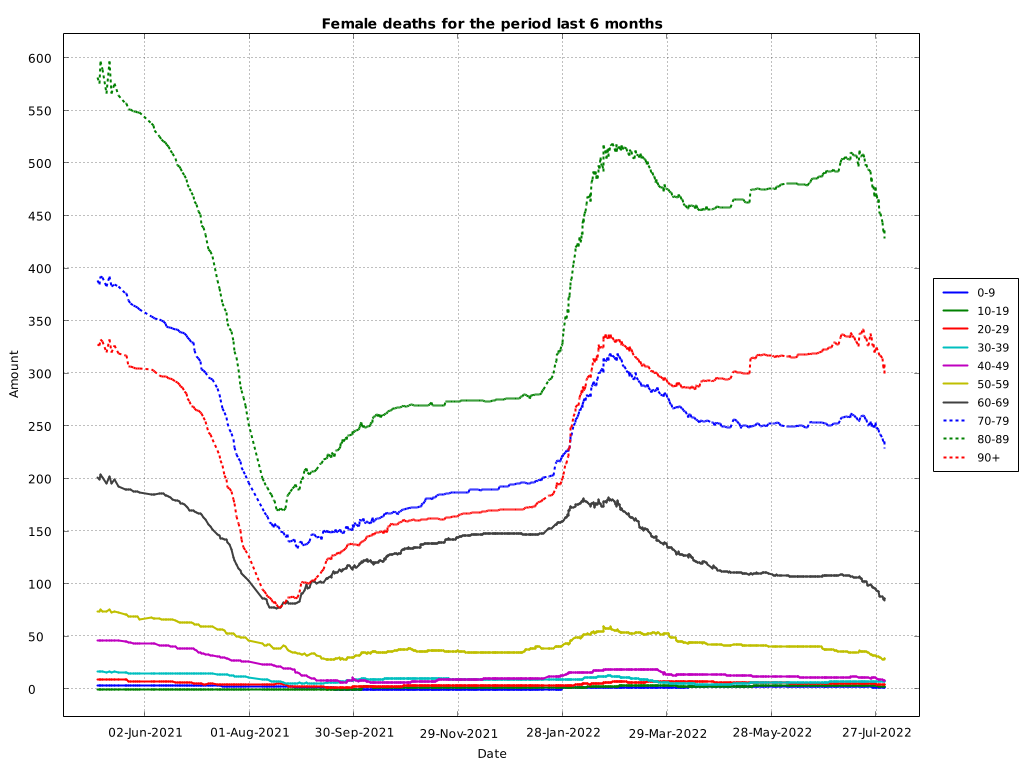 Female deaths for the period last 6 months
600
550
500
450
400
350
300
250
200
150
100
50
0
Amount
02-Jun-2021
01-Aug-2021
30-Sep-2021
29-Nov-2021
28-Jan-2022
29-Mar-2022
28-May-2022
27-Jul-2022
Date
0-9
10-19
20-29
30-39
40-49
50-59
60-69
70-79
80-89
90+